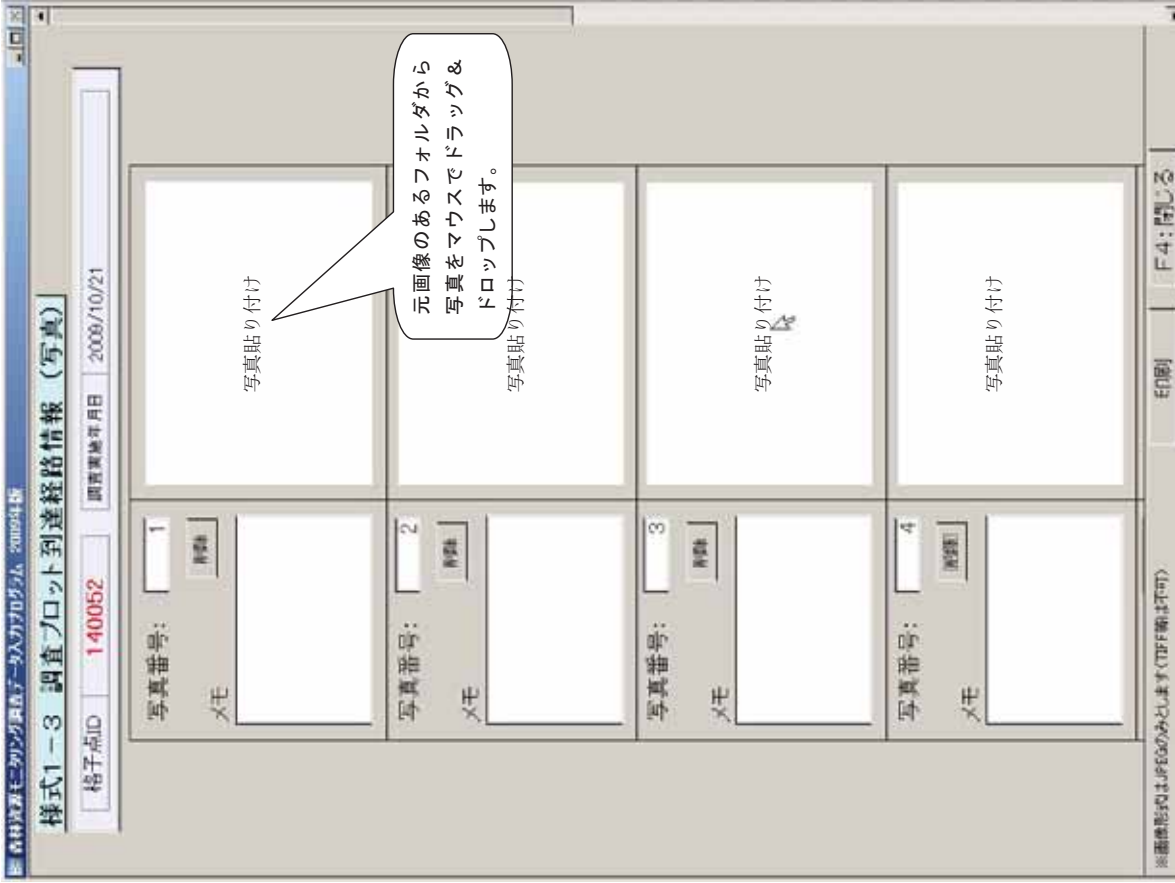 森林資源モニタリング調査データ入力プログラム 2009年版
様式1-3 調査プロット到達経路情報 (写真)
格子点ID 140052 調査実施年月日 2009/10/21
写真番号: 1
削除
メモ
写真貼り付け
元画像のあるフォルダから
写真をマウスでドラッグ&
ドロップします。
写真番号: 2
削除
メモ
写真貼り付け
写真番号: 3
削除
メモ
写真貼り付け
写真番号: 4
削除
メモ
写真貼り付け
※画像形式はJPEGのみとします(TIFF等は不可)
印刷
F4:閉じる